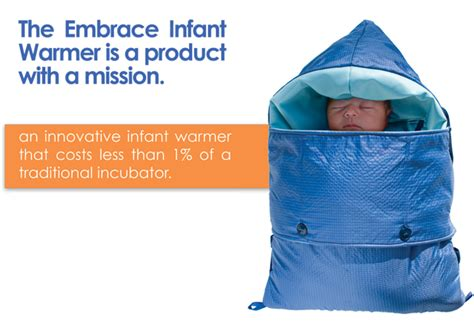 The Embrace Infant
Warmer is a product
with a mission.
an innovative infant warmer
that costs less than 1% of a
traditional incubator.